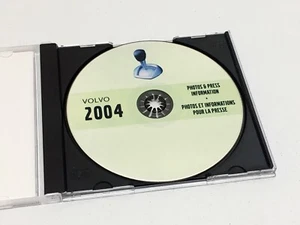 VOLVO
2004
PHOTOS & PRESS
INFORMATION
•
PHOTOS ET INFORMATIONS
POUR LA PRESSE